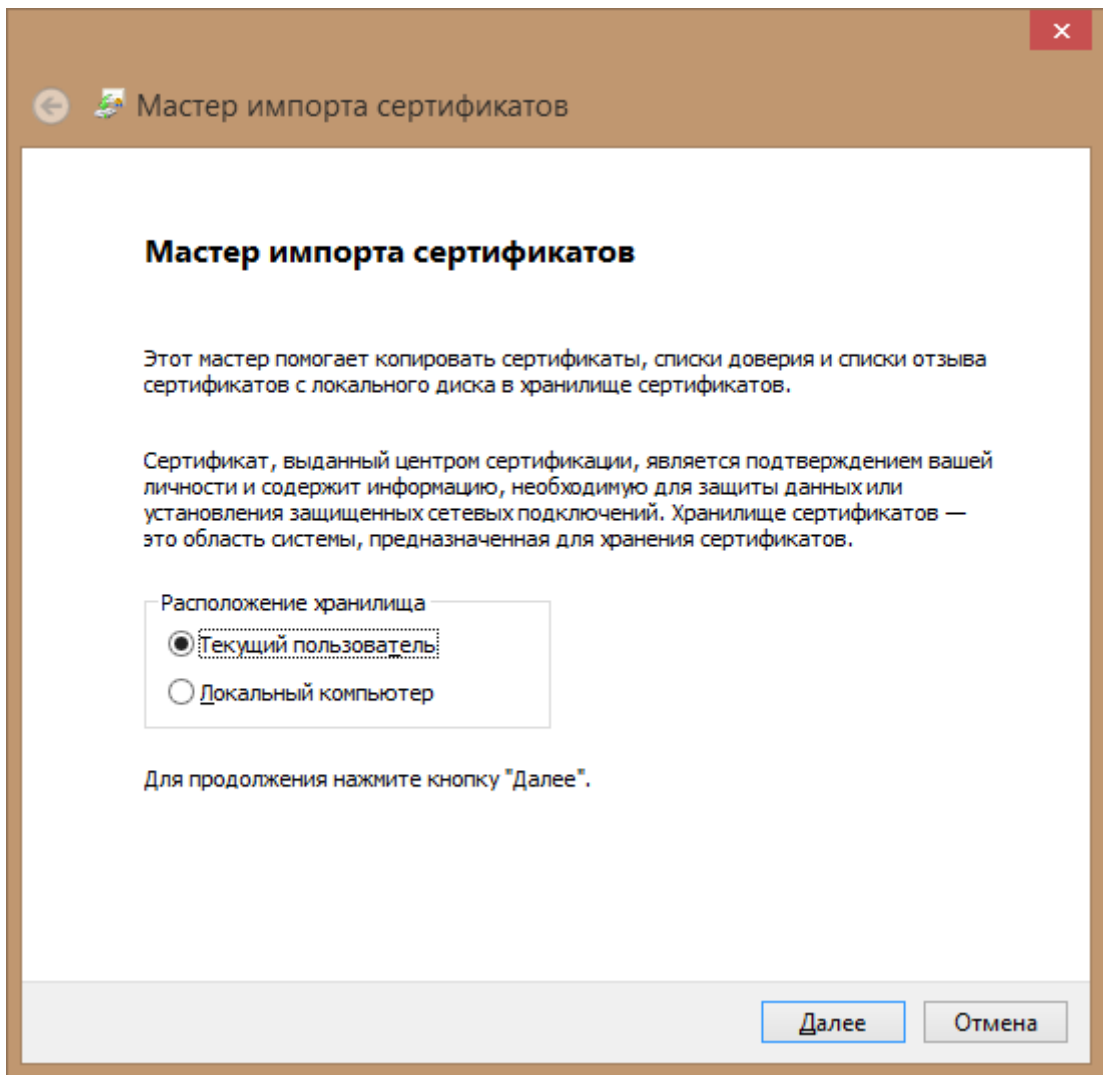 Мастер импорта сертификатов
Мастер импорта сертификатов
Этот мастер помогает копировать сертификаты, списки доверия и списки отзыва
сертификатов с локального диска в хранилище сертификатов.
Сертификат, выданный центром сертификации, является подтверждением вашей
личности и содержит информацию, необходимую для защиты данных или
установления защищенных сетевых подключений. Хранилище сертификатов —
это область системы, предназначенная для хранения сертификатов.
Расположение хранилища
Текущий пользователь
Локальный компьютер
Для продолжения нажмите кнопку "Далее".
Далее
Отмена